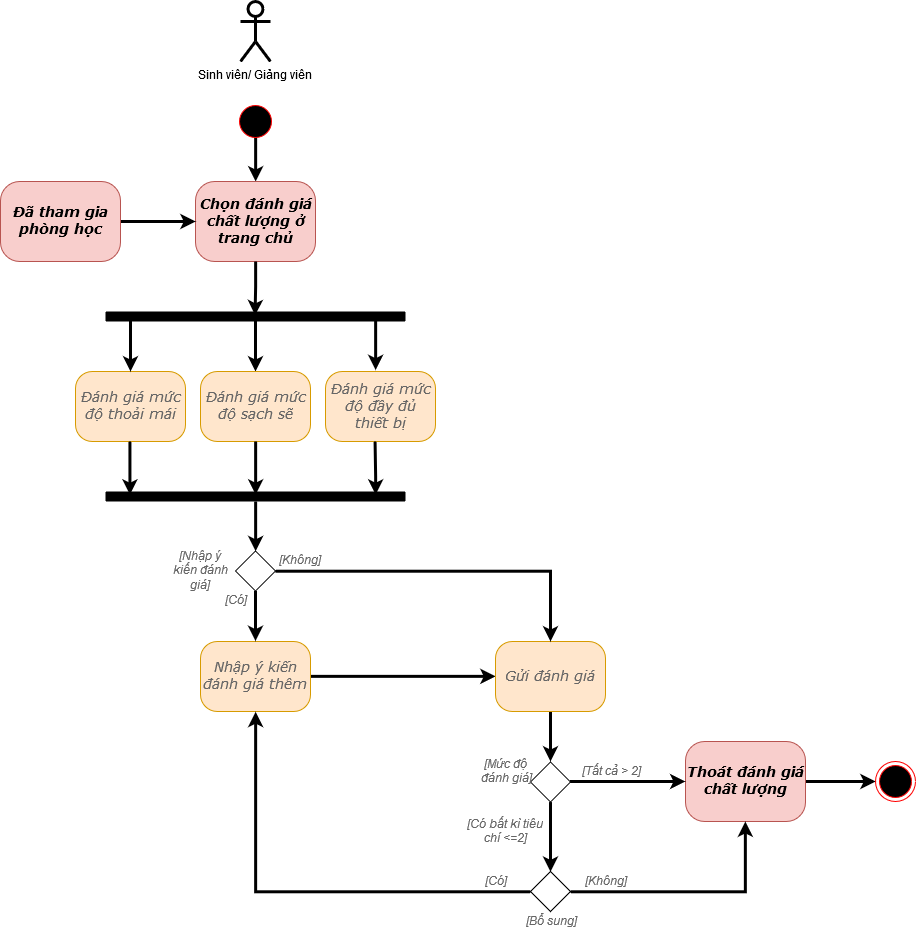 Sinh viên/ Giảng viên
Đã tham gia
phòng học
Chọn đánh giá
chất lượng ở
trang chủ
Đánh giá mức
độ thoải mái
Đánh giá mức
độ sạch sẽ
Đánh giá mức
độ đầy đủ
thiết bị
[Nhập ý
kiến đánh
giá]
[Không]
[Có]
Nhập ý kiến
đánh giá thêm
Gửi đánh giá
[Mức độ
đánh giá]
[Tất cả > 2]
Thoát đánh giá
chất lượng
[Có bất kì tiêu
chí <=2]
[Có]
[Không]
[Bổ sung]